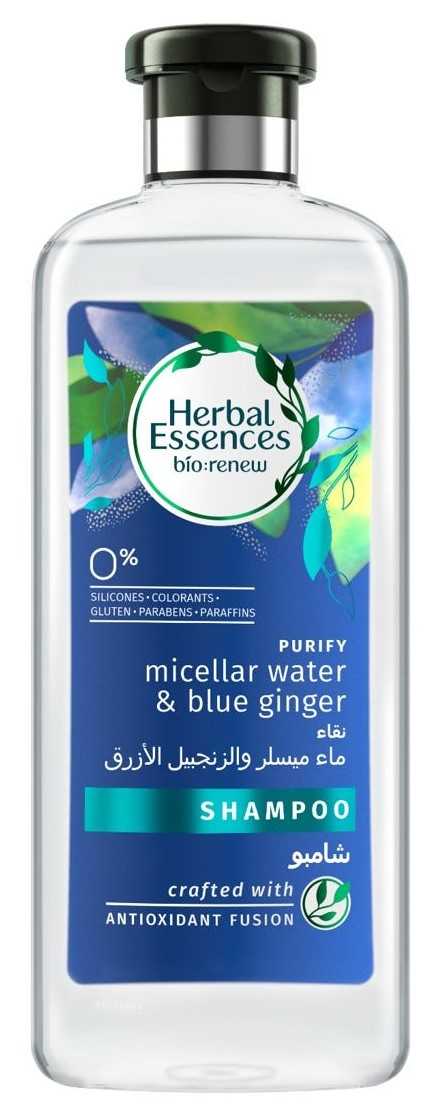 Herbal
Essences
bio:renew
0%
SILICONES • COLORANTS •
GLUTEN • PARABENS • PARAFFINS
PURIFY
micellar water
& blue ginger
نقاء
ماء ميسلر والزنجبيل الأزرق
SHAMPOO
شامبو
crafted with
ANTIOXIDANT FUSION